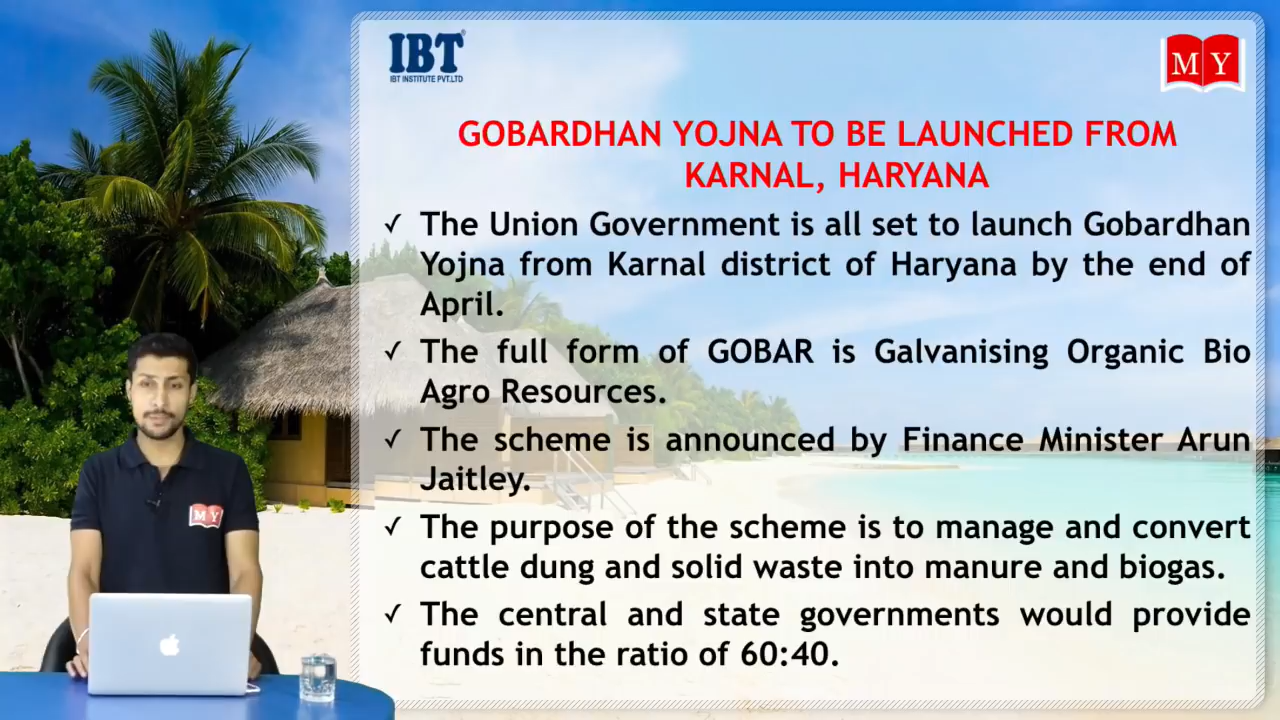 IBT
IBT INSTITUTE PVT.LTD
M Y
GOBARDHAN YOJNA TO BE LAUNCHED FROM
KARNAL, HARYANA
✓ The Union Government is all set to launch Gobardhan
Yojna from Karnal district of Haryana by the end of
April.
✓ The full form of GOBAR is Galvanising Organic Bio
Agro Resources.
✓ The scheme is announced by Finance Minister Arun
Jaitley.
✓ The purpose of the scheme is to manage and convert
cattle dung and solid waste into manure and biogas.
✓ The central and state governments would provide
funds in the ratio of 60:40.
M Y